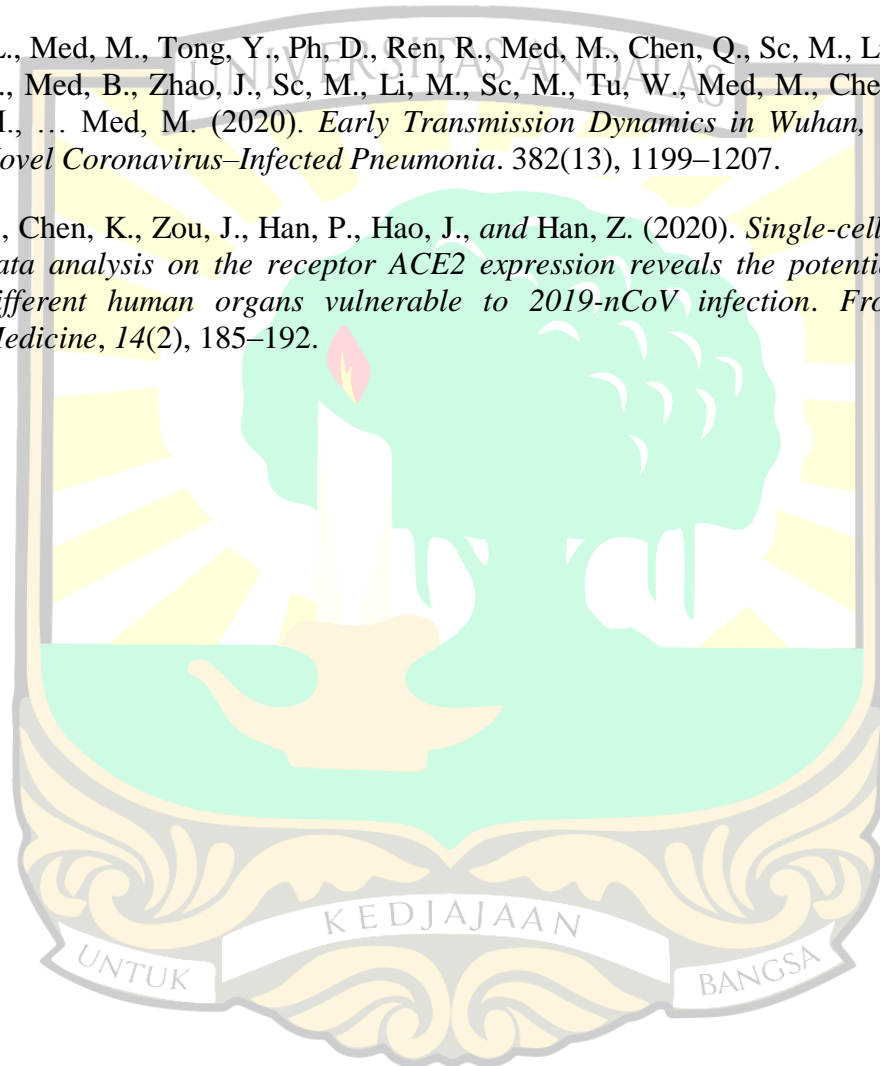 L., Med, M., Tong, Y., Ph, D., Ren, R., Med, M., Chen, Q., Sc, M., L
., Med, B., Zhao, J., Sc, M., Li, M., Sc, M., Tu, W., Med, M., Che
I., … Med, M. (2020). Early Transmission Dynamics in Wuhan,
Novel Coronavirus–Infected Pneumonia. 382(13), 1199–1207.
., Chen, K., Zou, J., Han, P., Hao, J., and Han, Z. (2020). Single-cell
ata analysis on the receptor ACE2 expression reveals the potenti
ifferent human organs vulnerable to 2019-nCoV infection. Fro
Medicine, 14(2), 185–192.
UNIVERSITAS ANDALAS
KEDJAJAAN
UNTUK
BANGSA